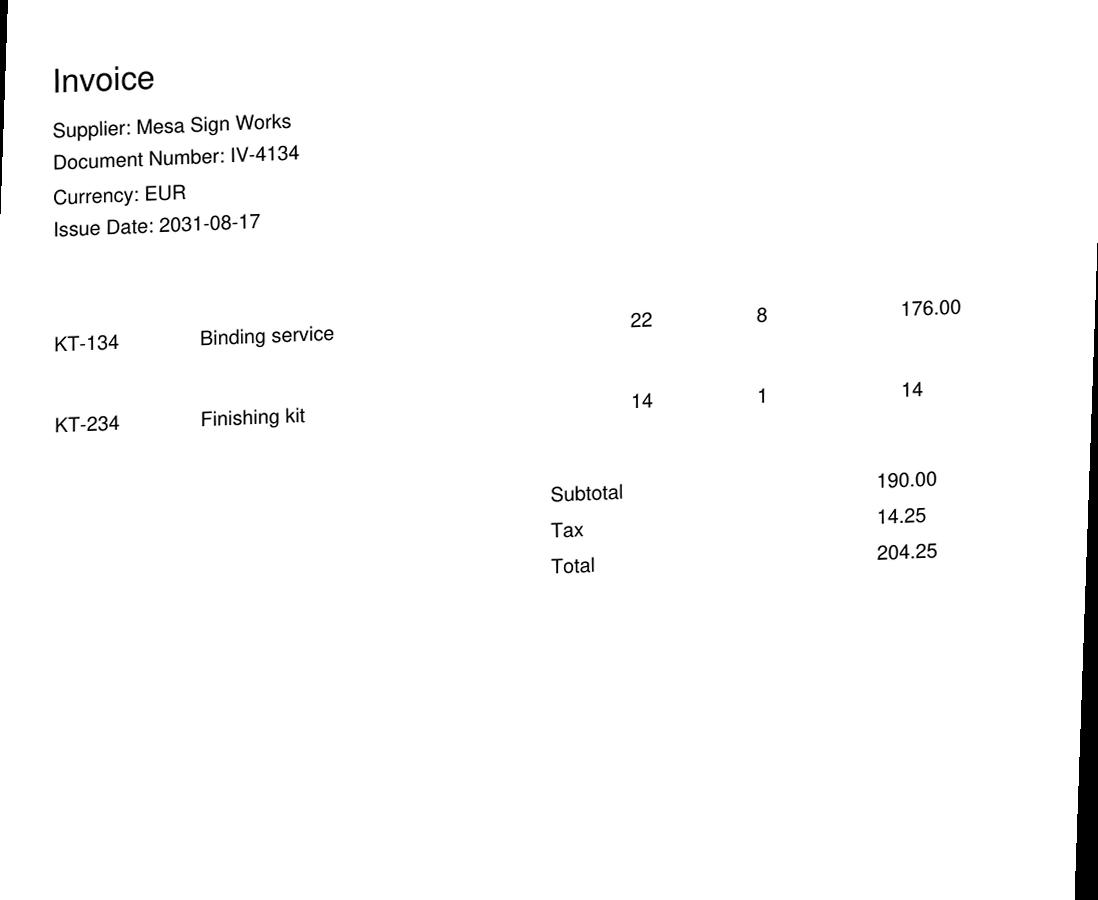 Invoice
Supplier: Mesa Sign Works
Document Number: IV-4134
Currency: EUR
Issue Date: 2031-08-17
KT-134 Binding service 22 8 176.00
KT-234 Finishing kit 14 1 14
Subtotal 190.00
Tax 14.25
Total 204.25